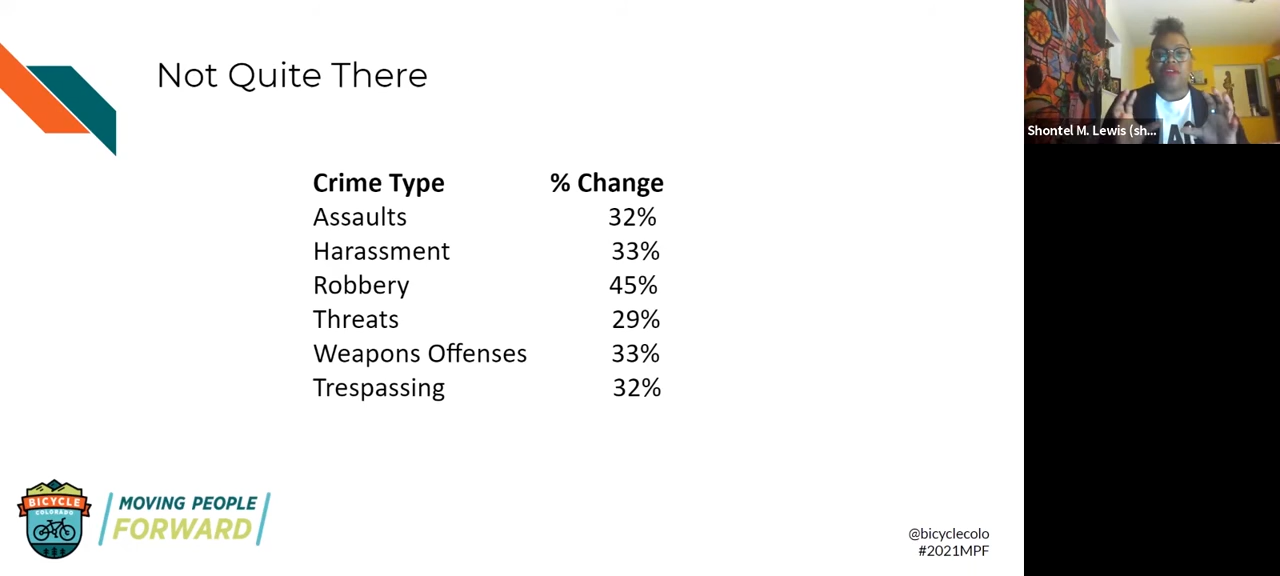 Not Quite There
Crime Type % Change
Assaults 32%
Harassment 33%
Robbery 45%
Threats 29%
Weapons Offenses 33%
Trespassing 32%
BICYCLE
COLORADO
MOVING PEOPLE
FORWARD
@bicyclecolo
#2021MPF
Shontel M. Lewis (sh...